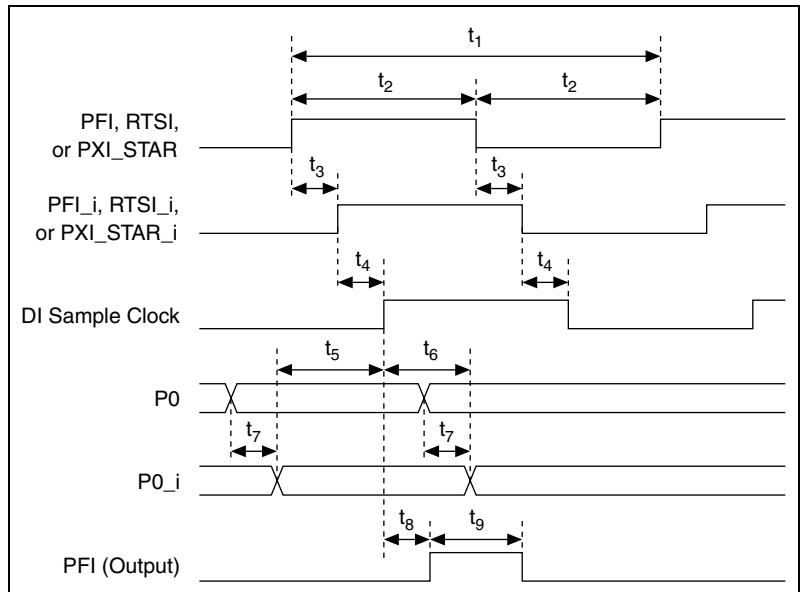 t1
t2 t2
PFI, RTSI,
or PXI_STAR
t3 t3
PFI_i, RTSI_i,
or PXI_STAR_i
t4 t4
DI Sample Clock
t5 t6
P0
t7 t7
P0_i
t8 t9
PFI (Output)